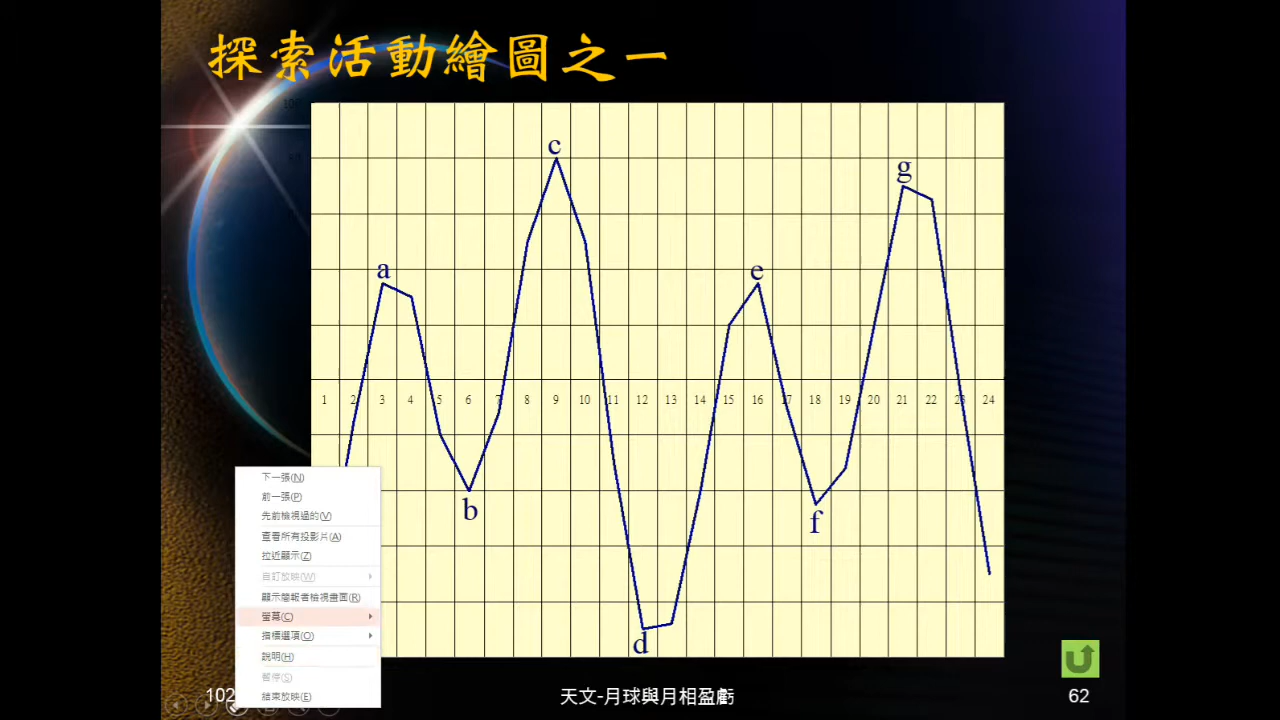 探索活動繪圖之一
c
g
a
e
1 2 3 4 5 6 7 8 9 10 11 12 13 14 15 16 17 18 19 20 21 22 23 24
b
f
d
下一張(N)
前一張(P)
先前檢視過的(V)
查看所有投影片(A)
拉近顯示(Z)
自訂放映(W)
顯示簡報者檢視畫面(R)
螢幕(C)
指標選項(O)
說明(H)
暫停(S)
結束放映(E)
102
天文-月球與月相盈虧
62